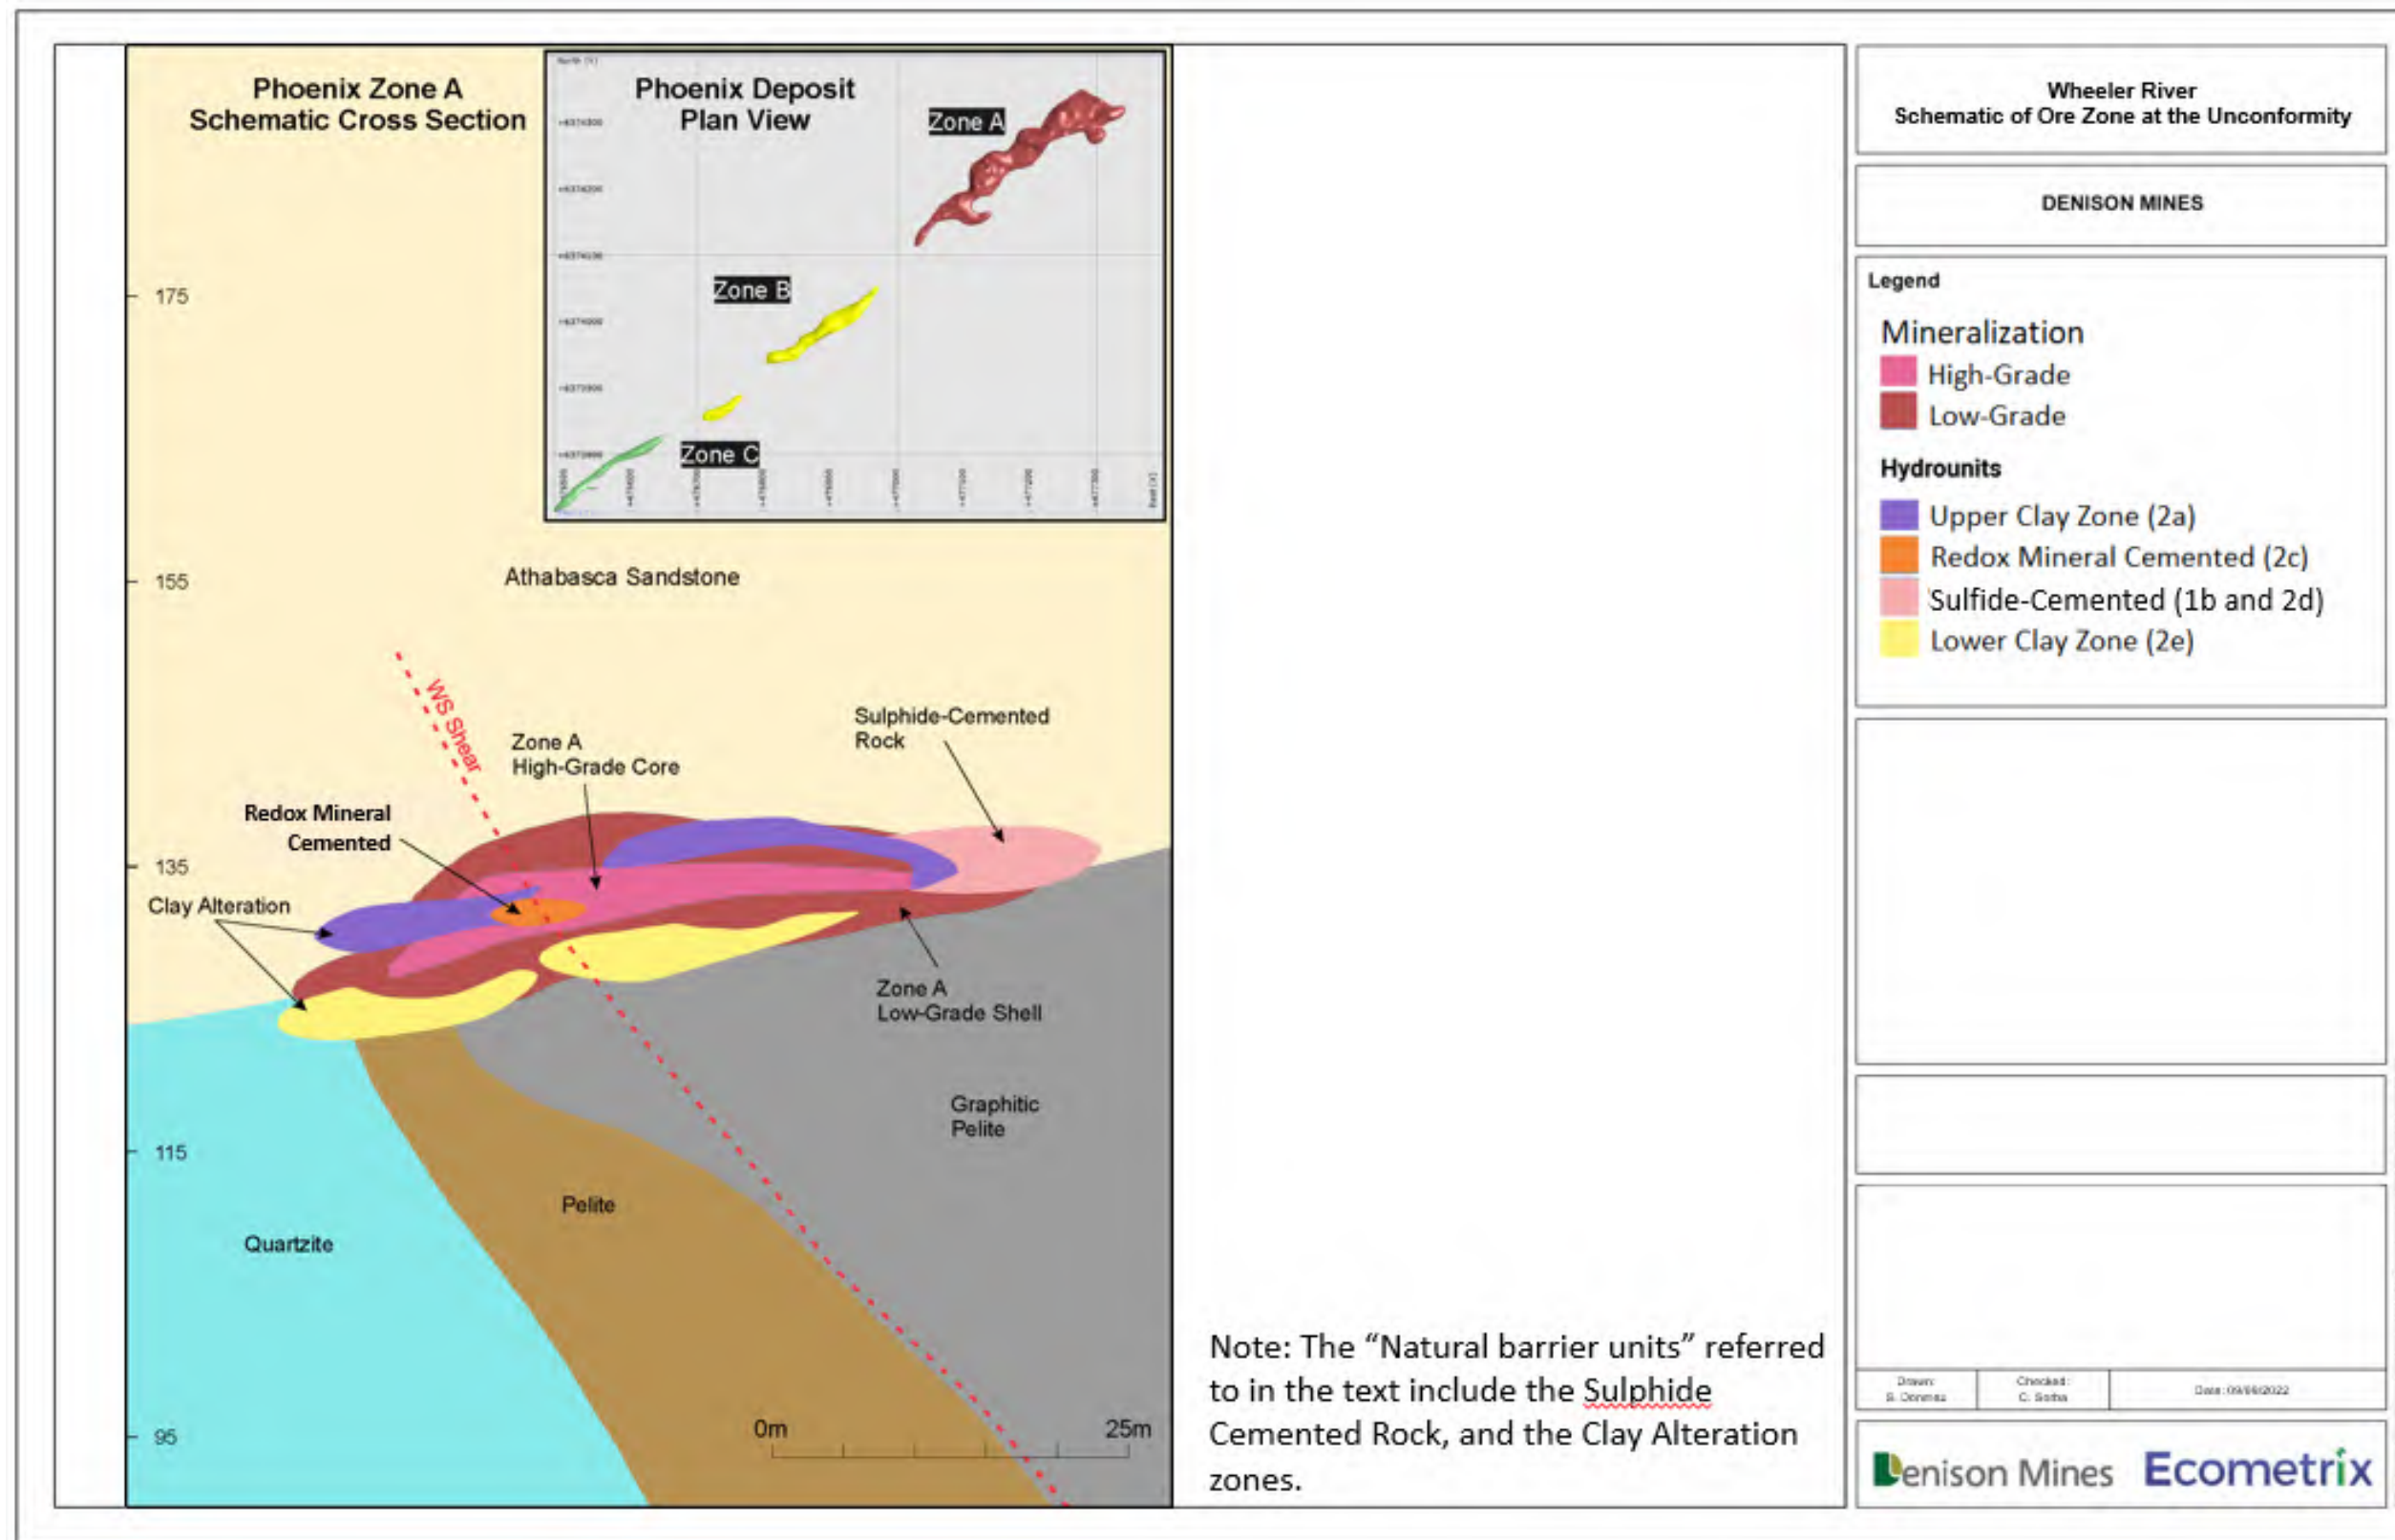 Phoenix Zone A
Schematic Cross Section
Phoenix Deposit
Plan View
Zone A
Zone B
Zone C
175
155
135
115
95
Athabasca Sandstone
WS Shear
Zone A
High-Grade Core
Sulphide-Cemented
Rock
Redox Mineral
Cemented
Clay Alteration
Zone A
Low-Grade Shell
Graphitic
Pelite
Pelite
Quartzite
0m
25m
Note: The “Natural barrier units” referred
to in the text include the Sulphide
Cemented Rock, and the Clay Alteration
zones.
Wheeler River
Schematic of Ore Zone at the Unconformity
DENISON MINES
Legend
Mineralization
High-Grade
Low-Grade
Hydrounits
Upper Clay Zone (2a)
Redox Mineral Cemented (2c)
Sulfide-Cemented (1b and 2d)
Lower Clay Zone (2e)
Drawn:
Checked:
Denison Mines
Ecometrix